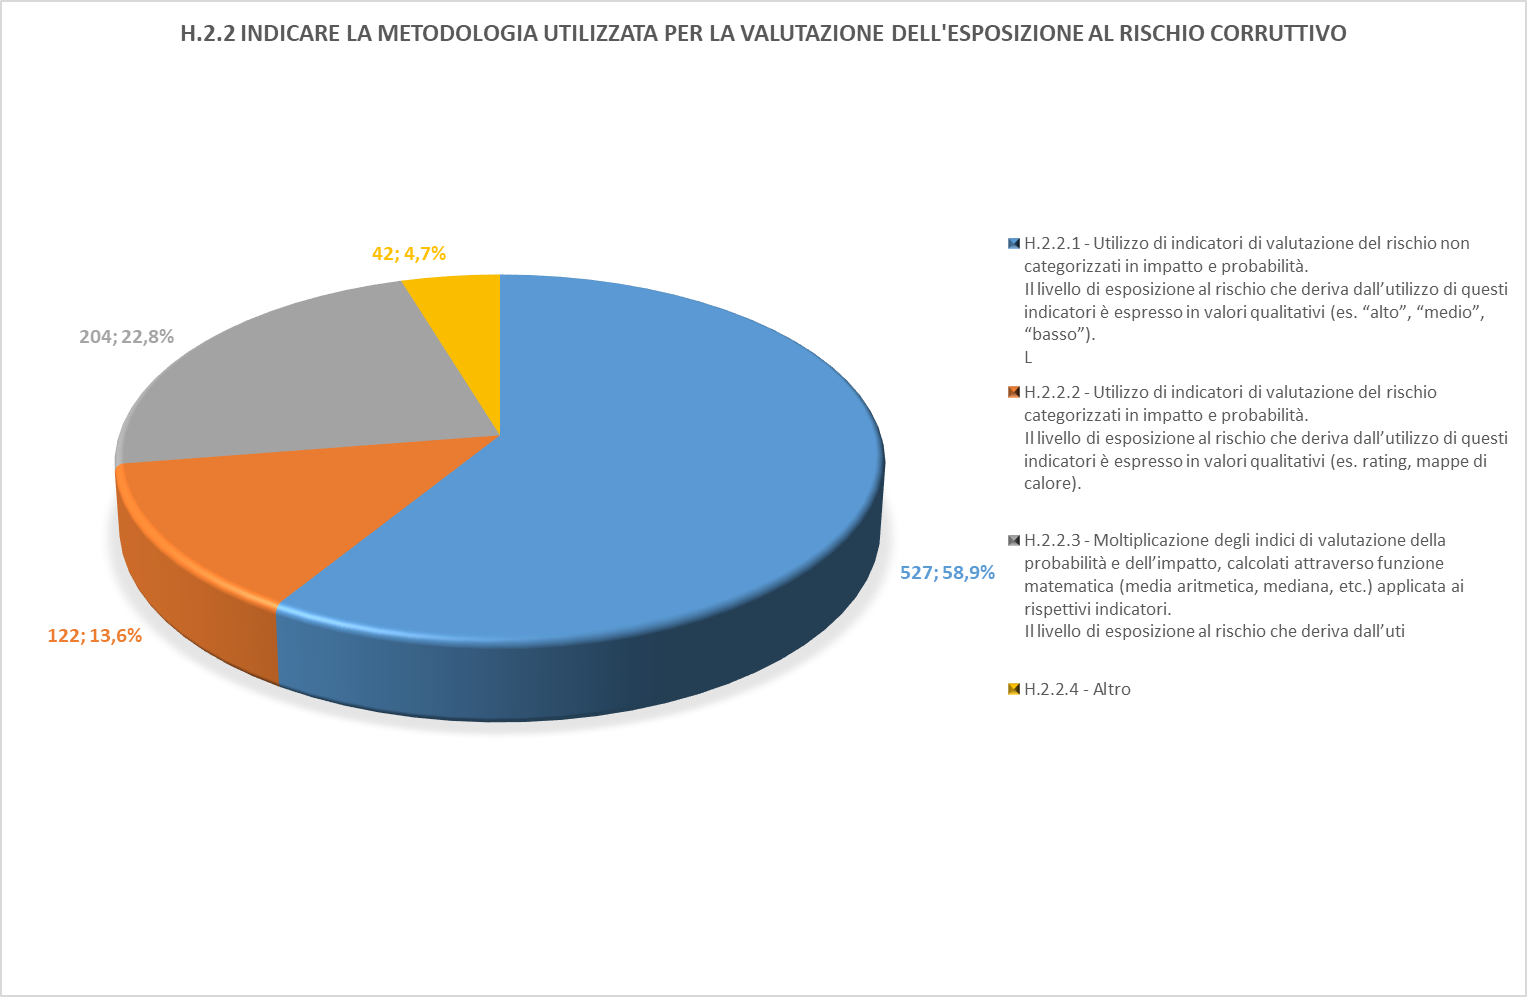 H.2.2 INDICARE LA METODOLOGIA UTILIZZATA PER LA VALUTAZIONE DELL'ESPOSIZIONE AL RISCHIO CORRUTTIVO
42; 4,7%
204; 22,8%
527; 58,9%
122; 13,6%
H.2.2.1 - Utilizzo di indicatori di valutazione del rischio non
categorizzati in impatto e probabilità.
Il livello di esposizione al rischio che deriva dall’utilizzo di questi
indicatori è espresso in valori qualitativi (es. “alto”, “medio”,
“basso”).
L
H.2.2.2 - Utilizzo di indicatori di valutazione del rischio
categorizzati in impatto e probabilità.
Il livello di esposizione al rischio che deriva dall’utilizzo di questi
indicatori è espresso in valori qualitativi (es. rating, mappe di
calore).
H.2.2.3 - Moltiplicazione degli indici di valutazione della
probabilità e dell’impatto, calcolati attraverso funzione
matematica (media aritmetica, mediana, etc.) applicata ai
rispettivi indicatori.
Il livello di esposizione al rischio che deriva dall’uti
H.2.2.4 - Altro